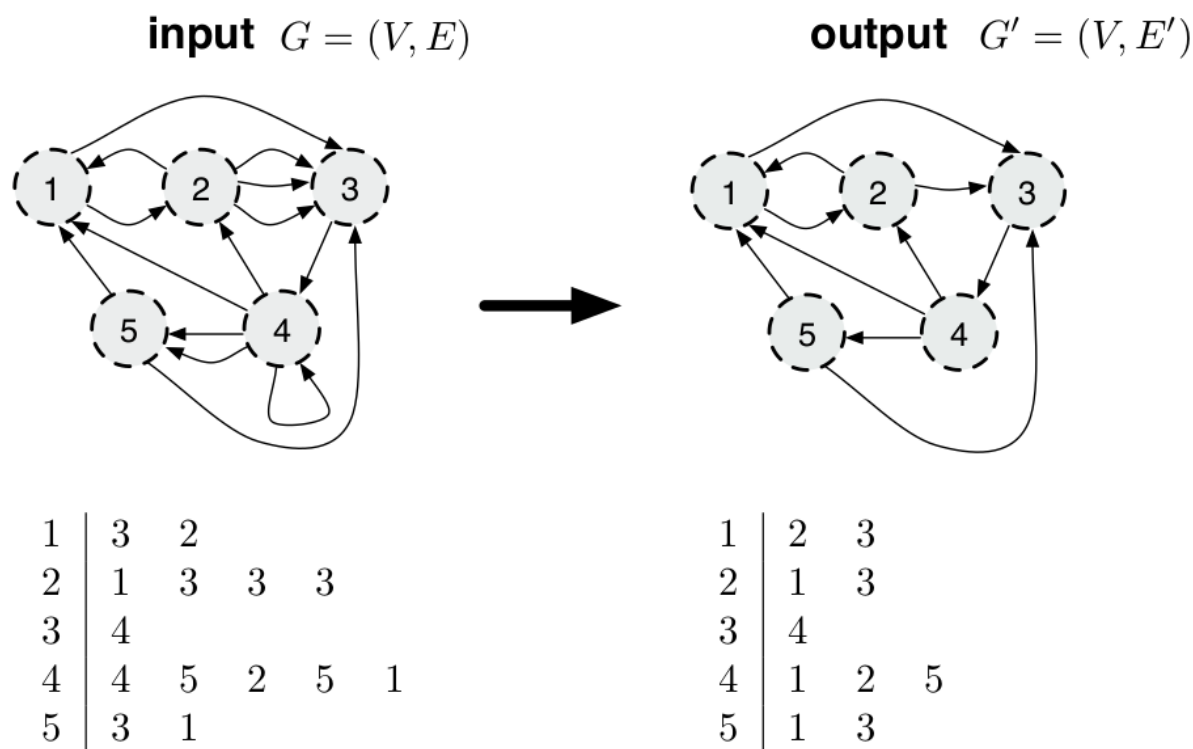 input G = (V, E)
output G′ = (V, E′)
1 2 3
5 4
1 2 3
5 4
1 3 2
2 1 3 3 3
3 4
4 4 5 2 5 1
5 3 1
1 2 3
2 1 3
3 4
4 1 2 5
5 1 3